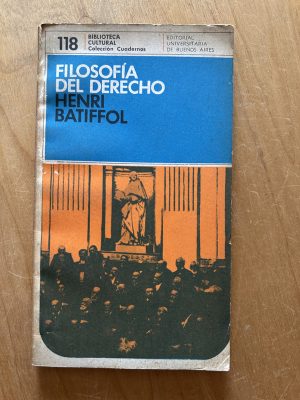 118
BIBLIOTECA
CULTURAL
Colección Cuadernos
EDITORIAL
UNIVERSITARIA
DE BUENOS AIRES
FILOSOFÍA
DEL DERECHO
HENRI
BATIFFOL